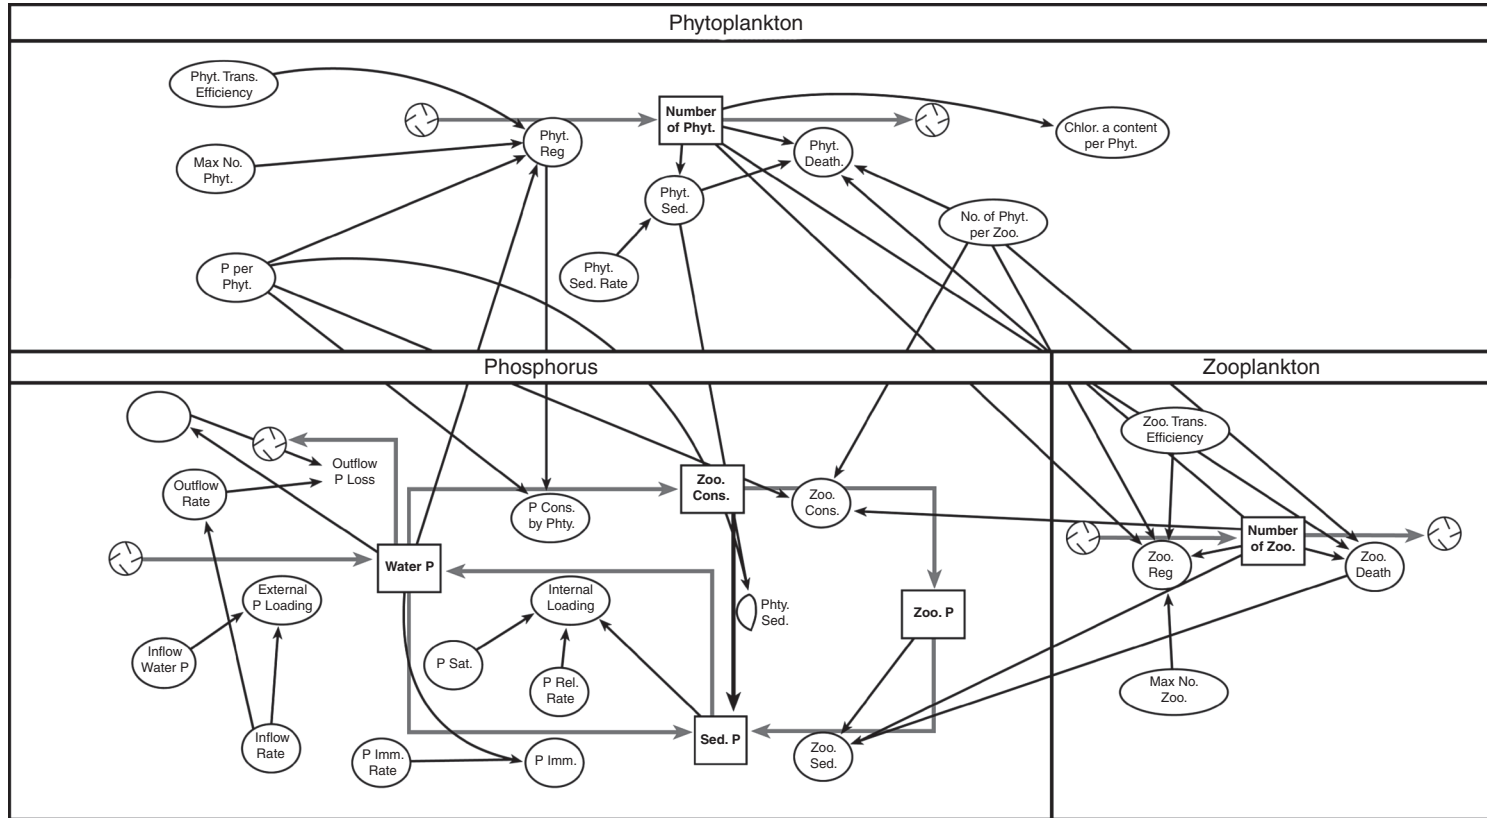 Phytoplankton
Phyt. Trans.
Efficiency
Number
of Phyt.
Chlor. a content
per Phyt.
Phyt.
Reg
Phyt.
Death.
Max No.
Phyt.
Phyt.
Sed.
No. of Phyt.
per Zoo.
P per
Phyt.
Phyt.
Sed. Rate
Phosphorus
Zooplankton
Zoo. Trans.
Efficiency
Outflow
P Loss
Outflow
Rate
Zoo.
Cons.
Zoo.
Cons.
P Cons.
by Phty.
Number
of Zoo.
Water P
Zoo.
Reg
Zoo.
Death
External
P Loading
Internal
Loading
Phty.
Sed.
Zoo. P
Inflow
Water P
P Sat.
P Rel.
Rate
Max No.
Zoo.
Inflow
Rate
P Imm.
Rate
P Imm.
Sed. P
Zoo.
Sed.